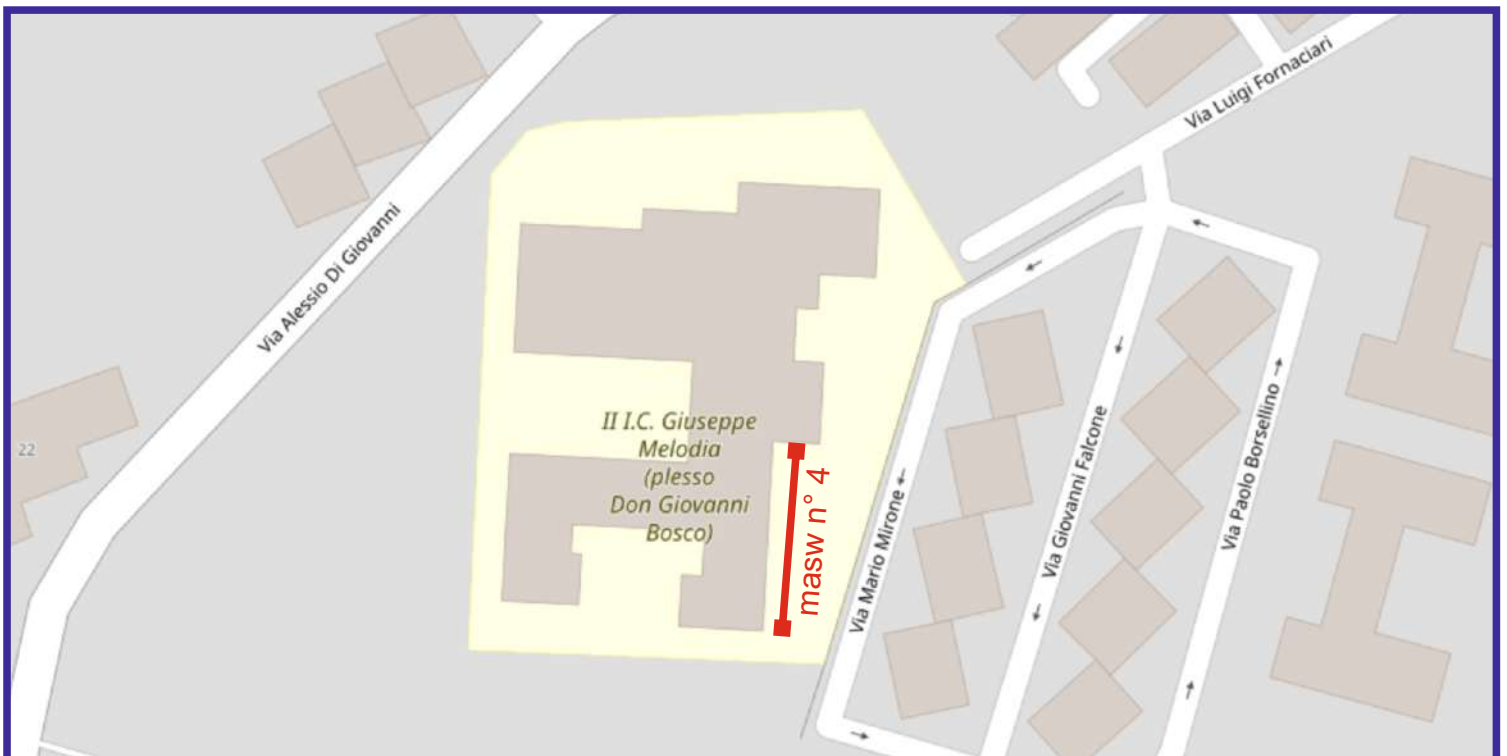 Via Luigi Fornaciari
Via Alessio Di Giovanni
22
II I.C. Giuseppe
Melodia
(plesso
Don Giovanni
Bosco)
masw n° 4
Via Mario Mirone
Via Giovanni Falcone
Via Paolo Borsellino